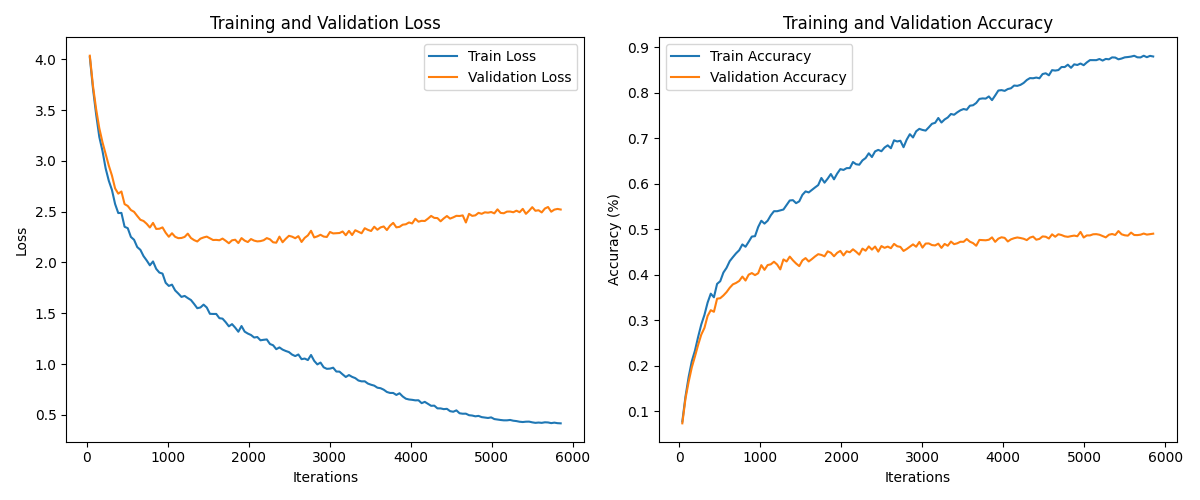 Training and Validation Loss
Loss
4.0
3.5
3.0
2.5
2.0
1.5
1.0
0.5
Train Loss
Validation Loss
0 1000 2000 3000 4000 5000 6000
Iterations
Training and Validation Accuracy
Accuracy (%)
0.9
0.8
0.7
0.6
0.5
0.4
0.3
0.2
0.1
Train Accuracy
Validation Accuracy
0 1000 2000 3000 4000 5000 6000
Iterations